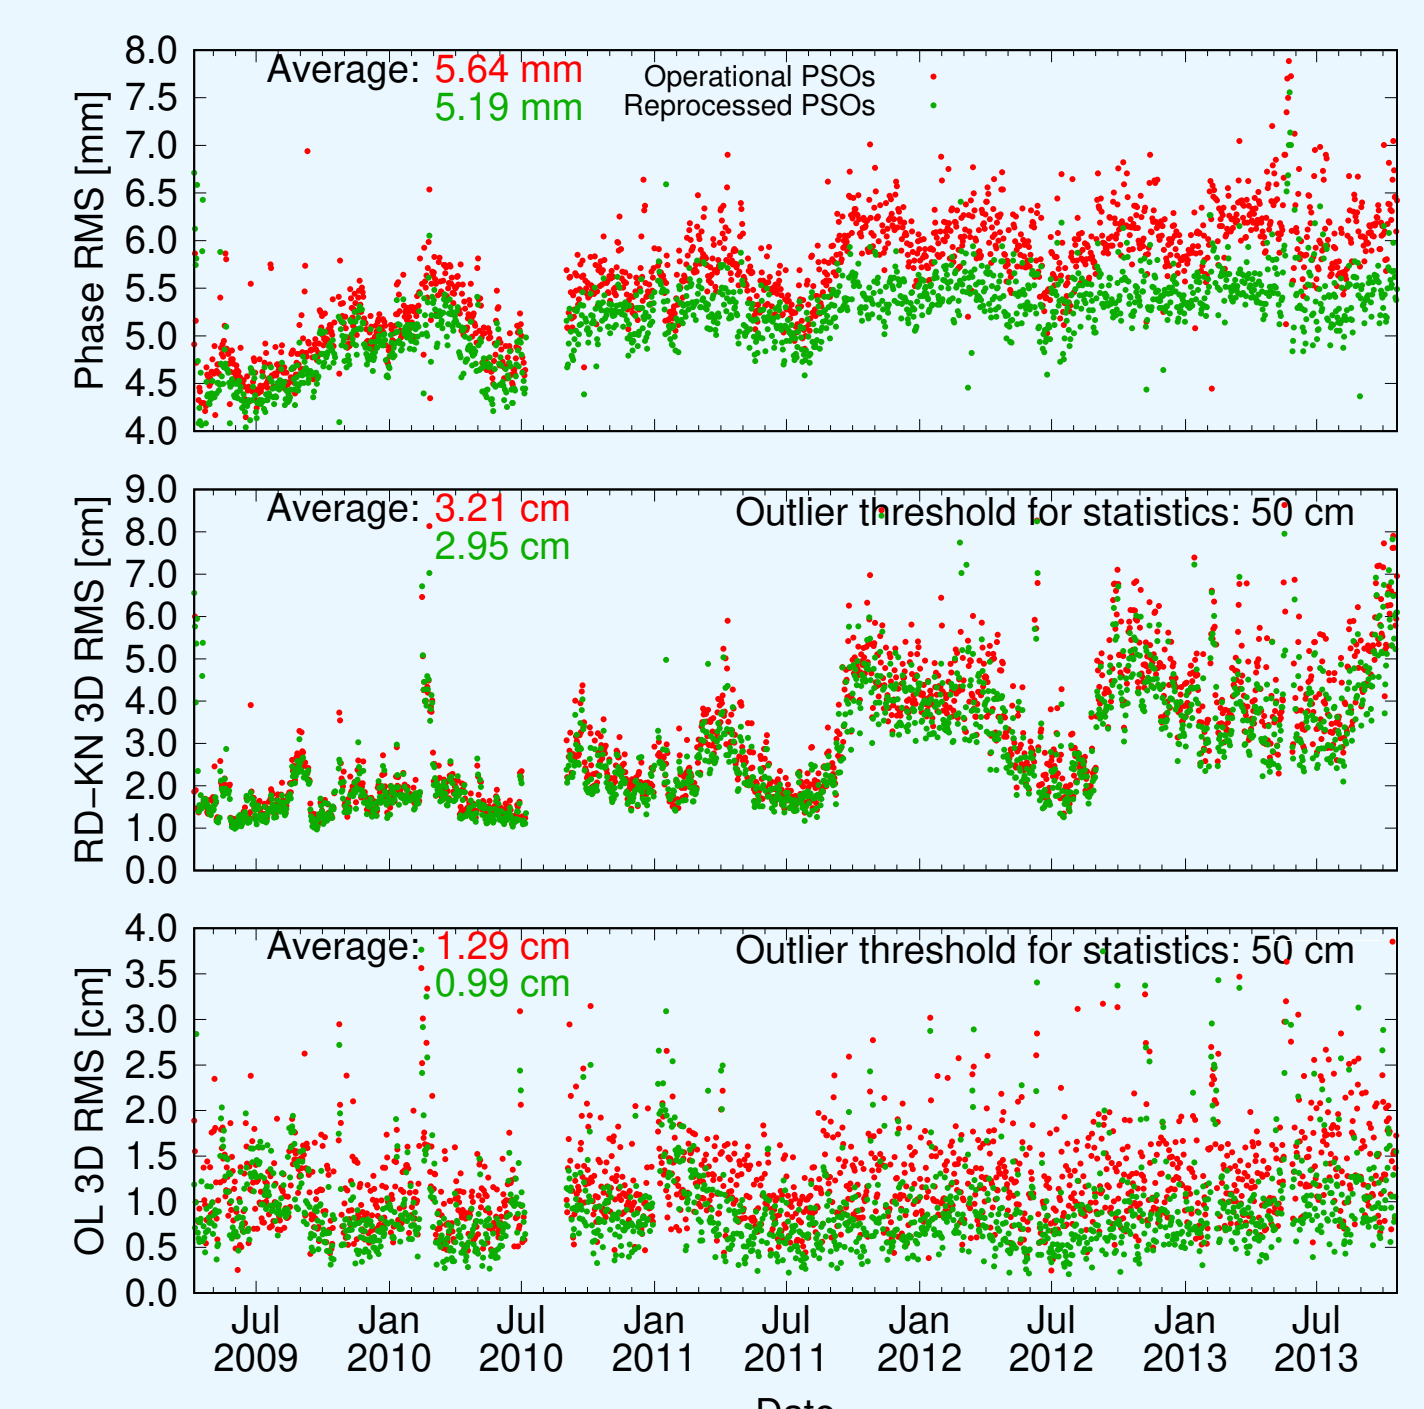 8.0
7.5
7.0
6.5
6.0
5.5
5.0
4.5
4.0
Phase RMS [mm]
Average: 5.64 mm
5.19 mm
Operational PSOs
Reprocessed PSOs
9.0
8.0
7.0
6.0
5.0
4.0
3.0
2.0
1.0
0.0
RD−KN 3D RMS [cm]
Average: 3.21 cm
2.95 cm
Outlier threshold for statistics: 50 cm
4.0
3.5
3.0
2.5
2.0
1.5
1.0
0.5
0.0
OL 3D RMS [cm]
Average: 1.29 cm
0.99 cm
Outlier threshold for statistics: 50 cm
Jul Jan Jul Jan Jul Jan Jul Jan Jul
2009 2010 2010 2011 2011 2012 2012 2013 2013
Date